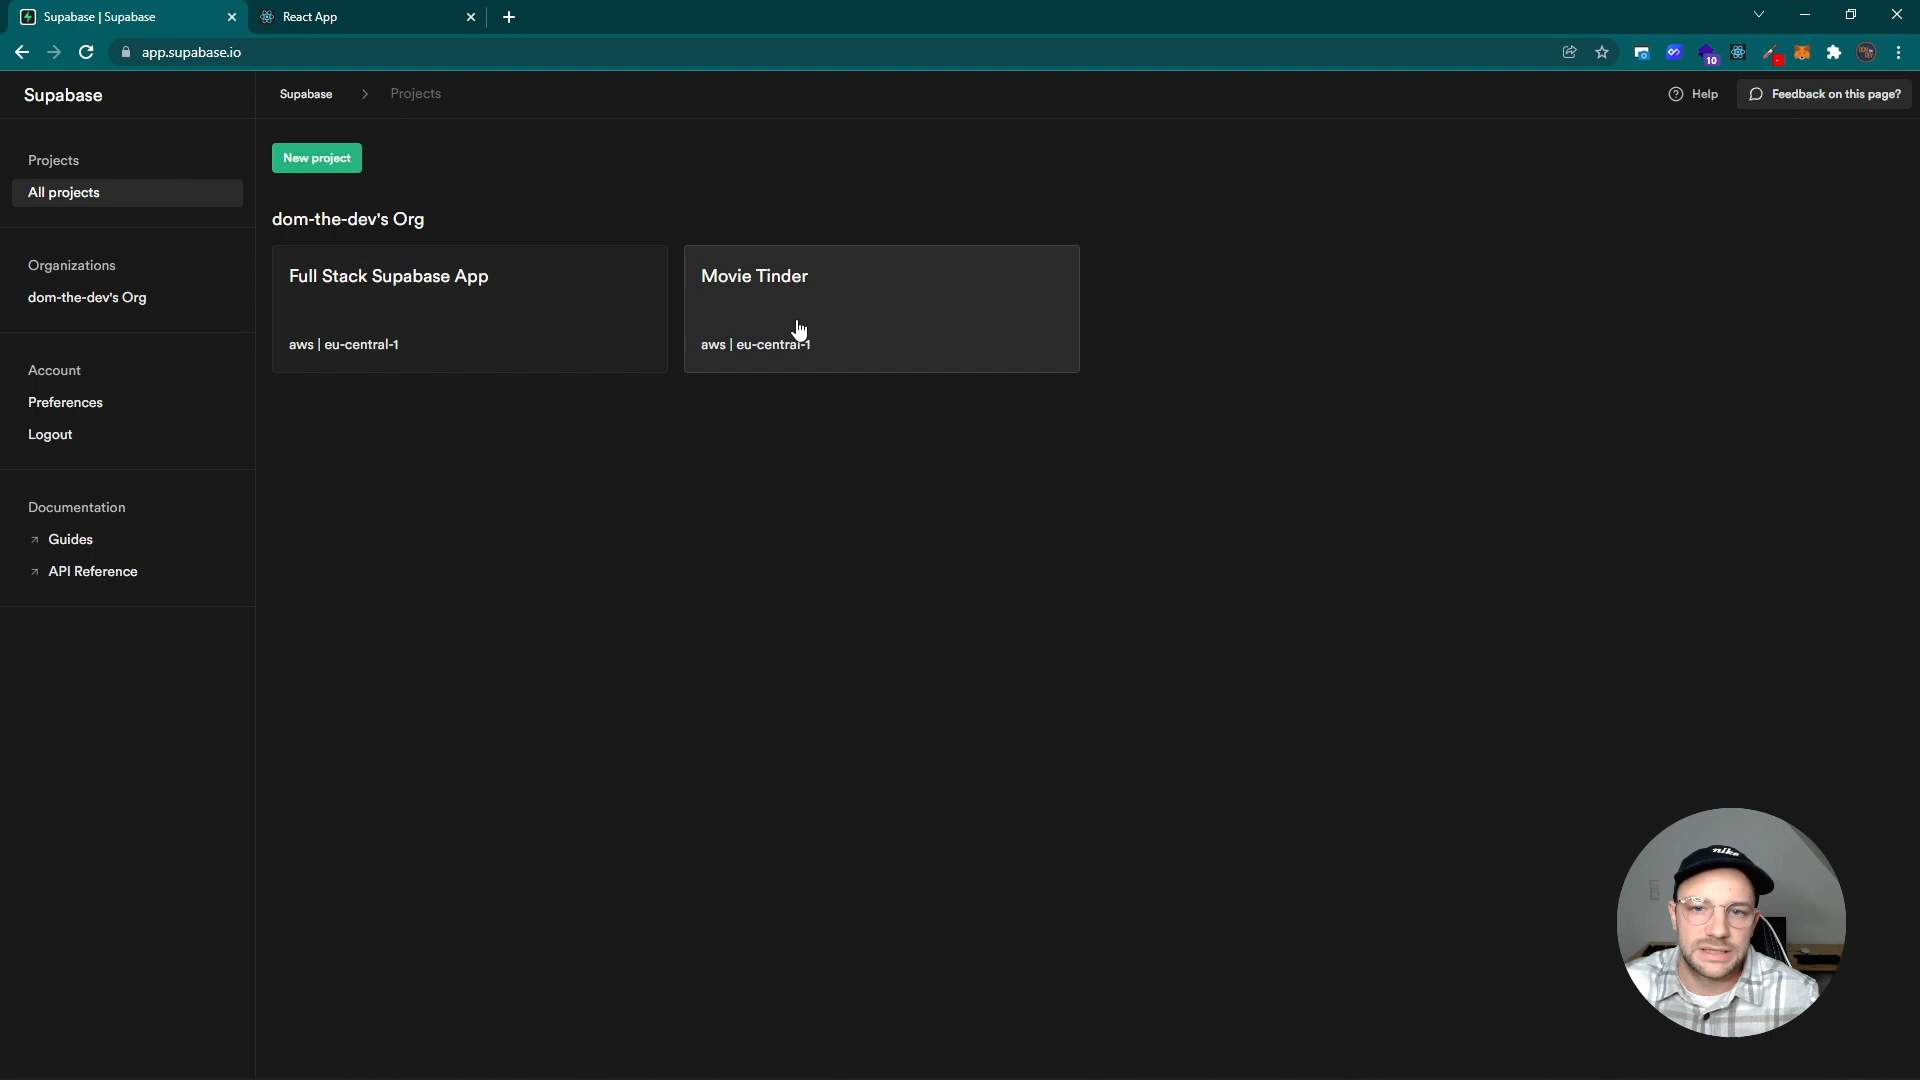 Supabase | Supabase
React App
app.supabase.io
10
Supabase
Supabase
Projects
Help
Feedback on this page?
Projects
All projects
New project
dom-the-dev's Org
Full Stack Supabase App
aws | eu-central-1
Movie Tinder
aws | eu-central-1
Organizations
dom-the-dev's Org
Account
Preferences
Logout
Documentation
Guides
API Reference
nike